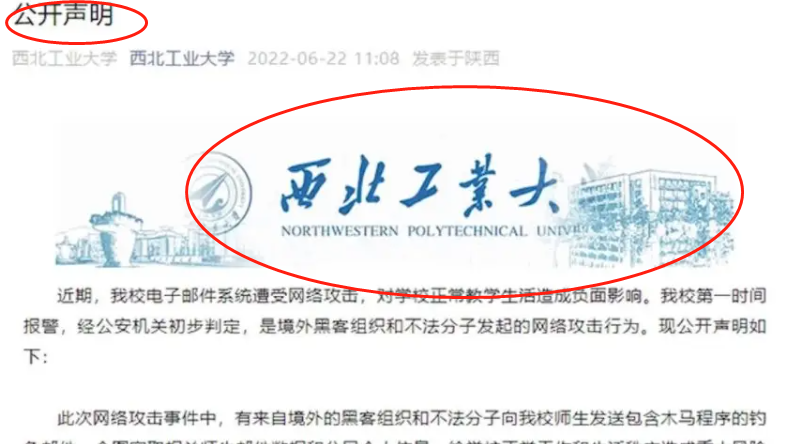 公开声明
西北工业大学 西北工业大学 2022-06-22 11:08 发表于陕西
西北工业大
NORTHWESTERN POLYTECHNICAL
近期，我校电子邮件系统遭受网络攻击，对学校正常教学生活造成负面影响。我校第一时间
报警，经公安机关初步判定，是境外黑客组织和不法分子发起的网络攻击行为。现公开声明如
下：
此次网络攻击事件中，有来自境外的黑客组织和不法分子向我校师生发送包含木马程序的钓